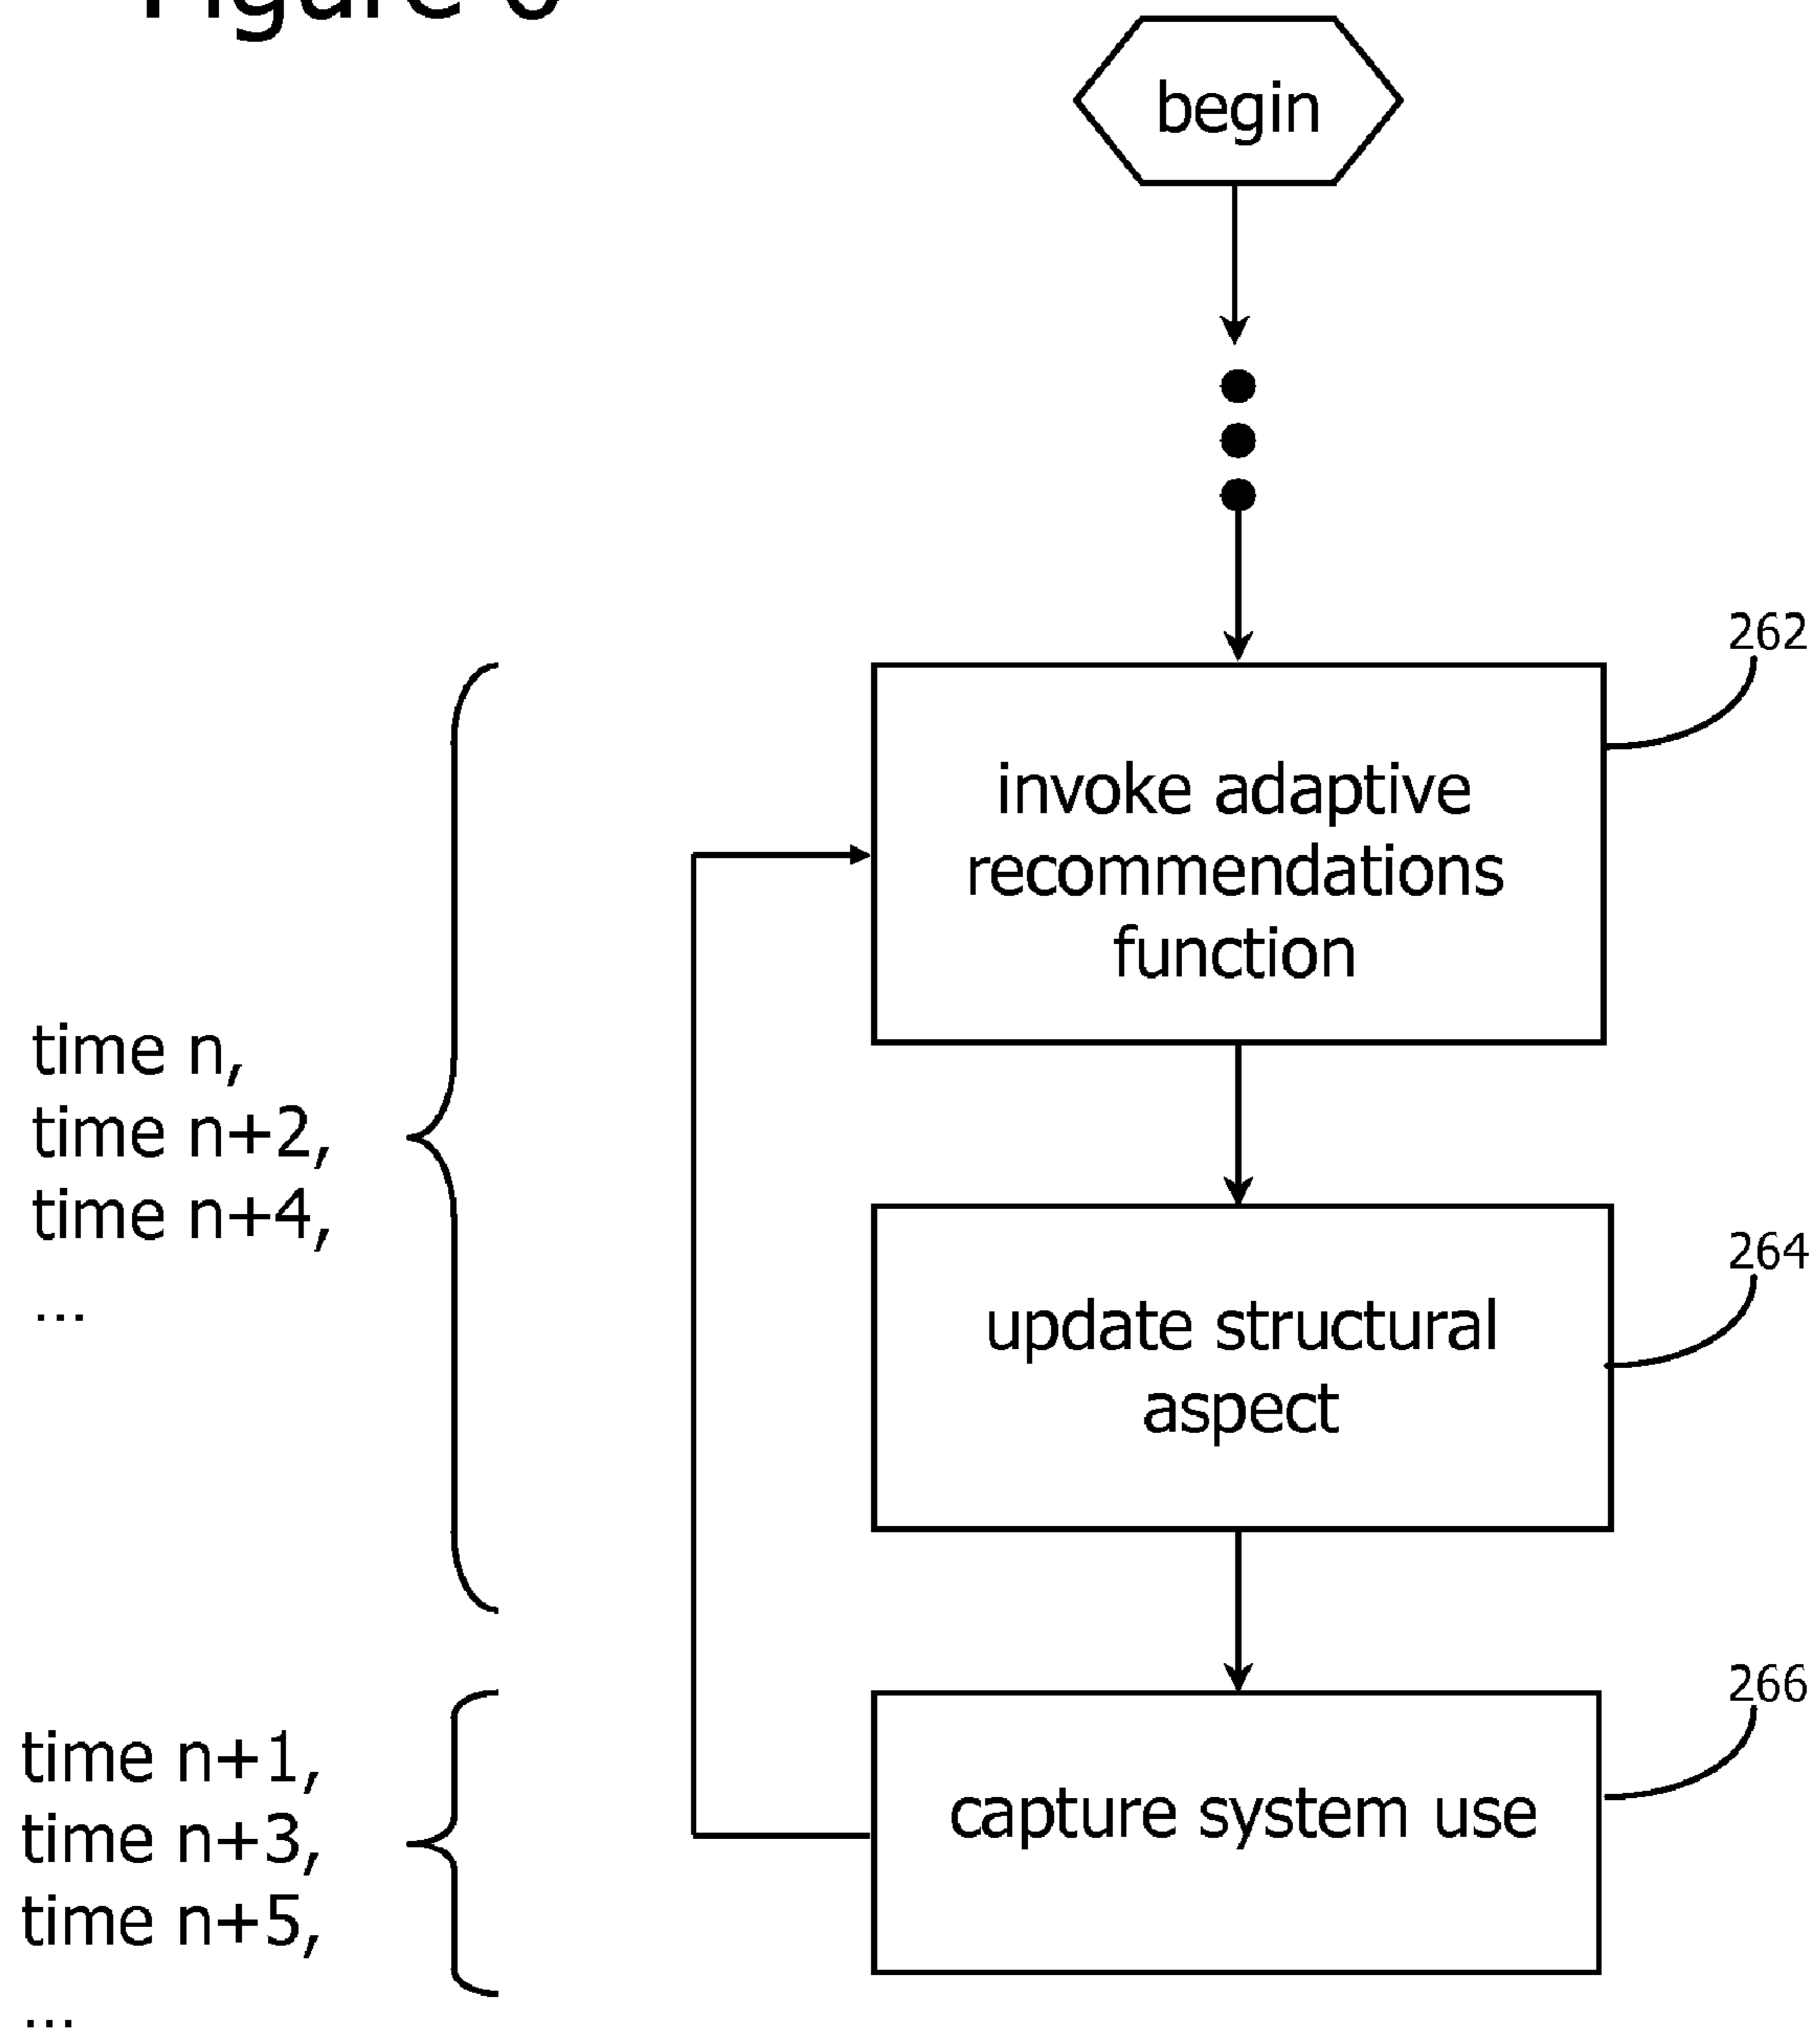 Figure
begin
262
invoke adaptive
recommendations
function
time n,
time n+2,
time n+4,
...
264
update structural
aspect
266
capture system use
time n+1,
time n+3,
time n+5,
...